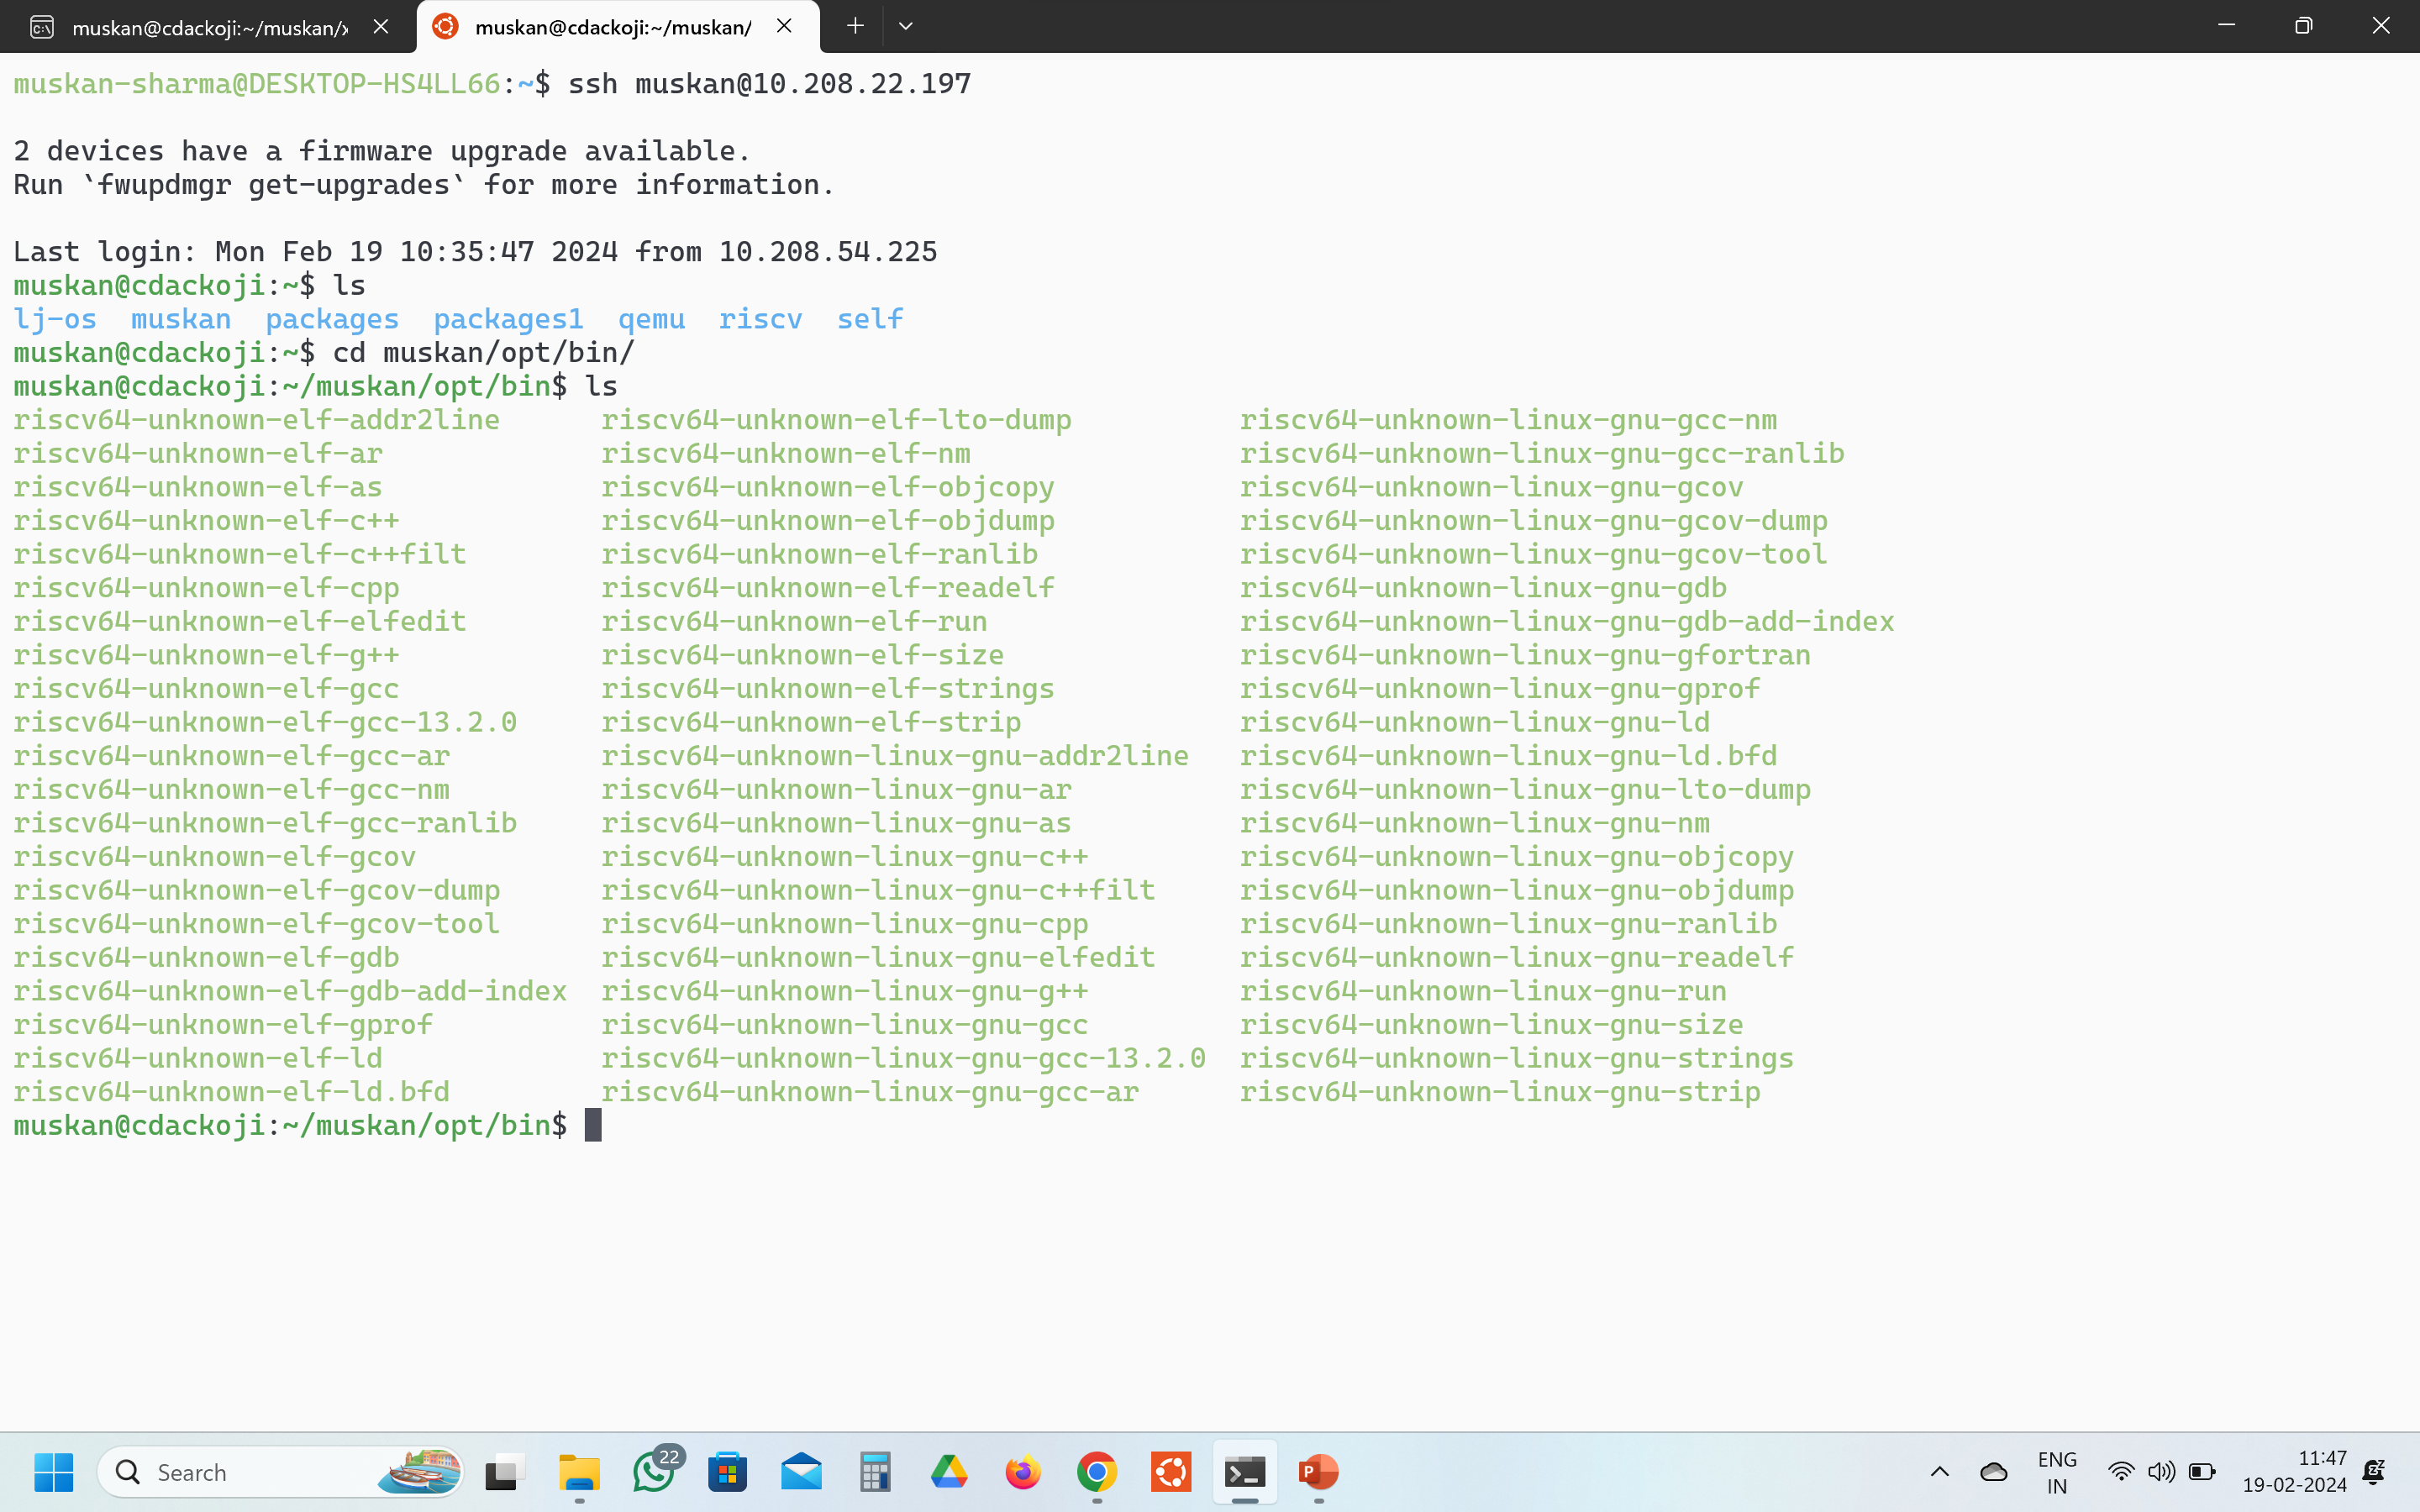 muskan@cdackoji:~/muskan/x
muskan@cdackoji:~/muskan/
muskan-sharma@DESKTOP-HS4LL66:~$ ssh muskan@10.208.22.197
2 devices have a firmware upgrade available.
Run `fwupdmgr get-upgrades` for more information.
Last login: Mon Feb 19 10:35:47 2024 from 10.208.54.225
muskan@cdackoji:~$ ls
lj-os  muskan  packages  packages1  qemu  riscv  self
muskan@cdackoji:~$ cd muskan/opt/bin/
muskan@cdackoji:~/muskan/opt/bin$ ls
riscv64-unknown-elf-addr2line      riscv64-unknown-elf-lto-dump          riscv64-unknown-linux-gnu-gcc-nm
riscv64-unknown-elf-ar             riscv64-unknown-elf-nm                riscv64-unknown-linux-gnu-gcc-ranlib
riscv64-unknown-elf-as             riscv64-unknown-elf-objcopy           riscv64-unknown-linux-gnu-gcov
riscv64-unknown-elf-c++            riscv64-unknown-elf-objdump           riscv64-unknown-linux-gnu-gcov-dump
riscv64-unknown-elf-c++filt        riscv64-unknown-elf-ranlib            riscv64-unknown-linux-gnu-gcov-tool
riscv64-unknown-elf-cpp            riscv64-unknown-elf-readelf           riscv64-unknown-linux-gnu-gdb
riscv64-unknown-elf-elfedit        riscv64-unknown-elf-run               riscv64-unknown-linux-gnu-gdb-add-index
riscv64-unknown-elf-g++            riscv64-unknown-elf-size              riscv64-unknown-linux-gnu-gfortran
riscv64-unknown-elf-gcc            riscv64-unknown-elf-strings           riscv64-unknown-linux-gnu-gprof
riscv64-unknown-elf-gcc-13.2.0     riscv64-unknown-elf-strip             riscv64-unknown-linux-gnu-ld
riscv64-unknown-elf-gcc-ar         riscv64-unknown-linux-gnu-addr2line   riscv64-unknown-linux-gnu-ld.bfd
riscv64-unknown-elf-gcc-nm         riscv64-unknown-linux-gnu-ar          riscv64-unknown-linux-gnu-lto-dump
riscv64-unknown-elf-gcc-ranlib     riscv64-unknown-linux-gnu-as          riscv64-unknown-linux-gnu-nm
riscv64-unknown-elf-gcov           riscv64-unknown-linux-gnu-c++         riscv64-unknown-linux-gnu-objcopy
riscv64-unknown-elf-gcov-dump      riscv64-unknown-linux-gnu-c++filt     riscv64-unknown-linux-gnu-objdump
riscv64-unknown-elf-gcov-tool      riscv64-unknown-linux-gnu-cpp         riscv64-unknown-linux-gnu-ranlib
riscv64-unknown-elf-gdb            riscv64-unknown-linux-gnu-elfedit     riscv64-unknown-linux-gnu-readelf
riscv64-unknown-elf-gdb-add-index  riscv64-unknown-linux-gnu-g++         riscv64-unknown-linux-gnu-run
riscv64-unknown-elf-gprof          riscv64-unknown-linux-gnu-gcc         riscv64-unknown-linux-gnu-size
riscv64-unknown-elf-ld             riscv64-unknown-linux-gnu-gcc-13.2.0  riscv64-unknown-linux-gnu-strings
riscv64-unknown-elf-ld.bfd         riscv64-unknown-linux-gnu-gcc-ar      riscv64-unknown-linux-gnu-strip
muskan@cdackoji:~/muskan/opt/bin$
Search
22
ENG
IN
11:47
19-02-2024